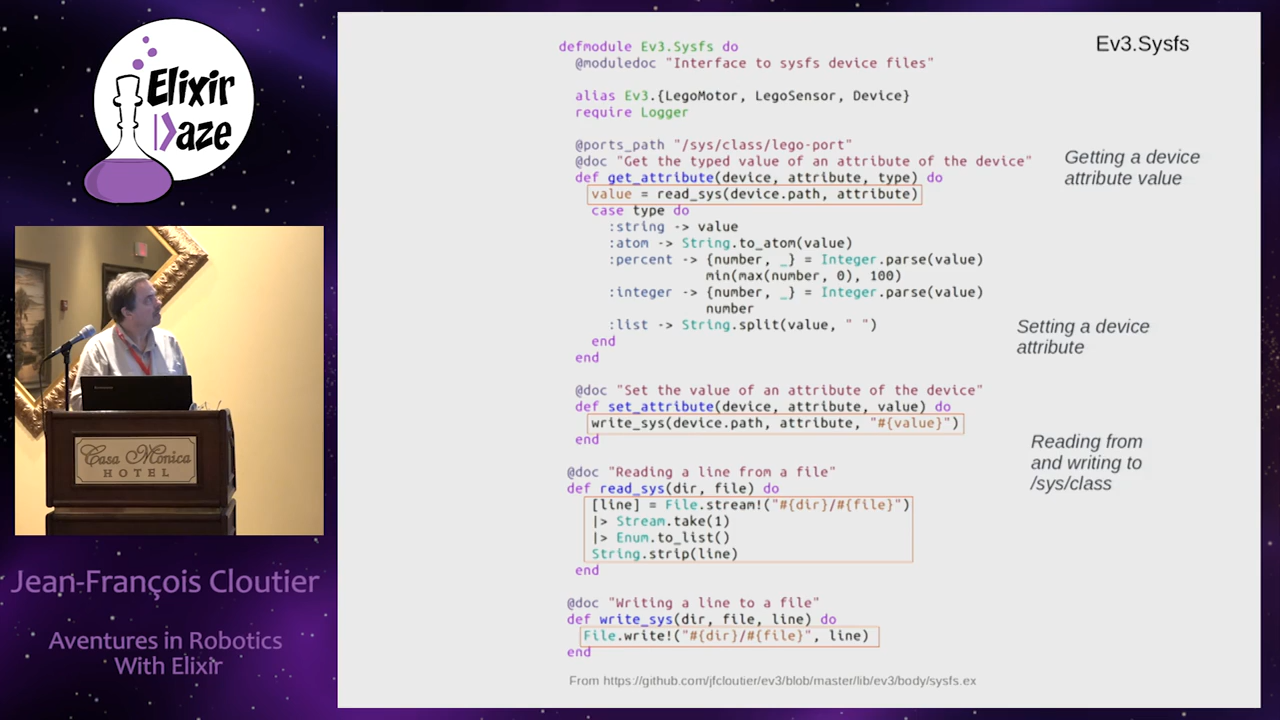 Elixir
Daze
Casa Monica
HOTEL
Jean-François Cloutier
Aventures in Robotics
With Elixir
Ev3.Sysfs
defmodule Ev3.Sysfs do
@moduledoc "Interface to sysfs device files"
alias Ev3.{LegoMotor, LegoSensor, Device}
require Logger
@ports_path "/sys/class/lego-port"
@doc "Get the typed value of an attribute of the device"
def get_attribute(device, attribute, type) do
value = read_sys(device.path, attribute)
case type do
:string -> value
:atom -> String.to_atom(value)
:percent -> {number, _} = Integer.parse(value)
min(max(number, 0), 100)
:integer -> {number, _} = Integer.parse(value)
number
:list -> String.split(value, " ")
end
end
@doc "Set the value of an attribute of the device"
def set_attribute(device, attribute, value) do
write_sys(device.path, attribute, "#{value}")
end
@doc "Reading a line from a file"
def read_sys(dir, file) do
[line] = File.stream!("#{dir}/#{file}")
|> Stream.take(1)
|> Enum.to_list()
String.strip(line)
end
@doc "Writing a line to a file"
def write_sys(dir, file, line) do
File.write!("#{dir}/#{file}", line)
end
Getting a device
attribute value
Setting a device
attribute
Reading from
and writing to
/sys/class
From https://github.com/jfcloutier/ev3/blob/master/lib/ev3/body/sysfs.ex